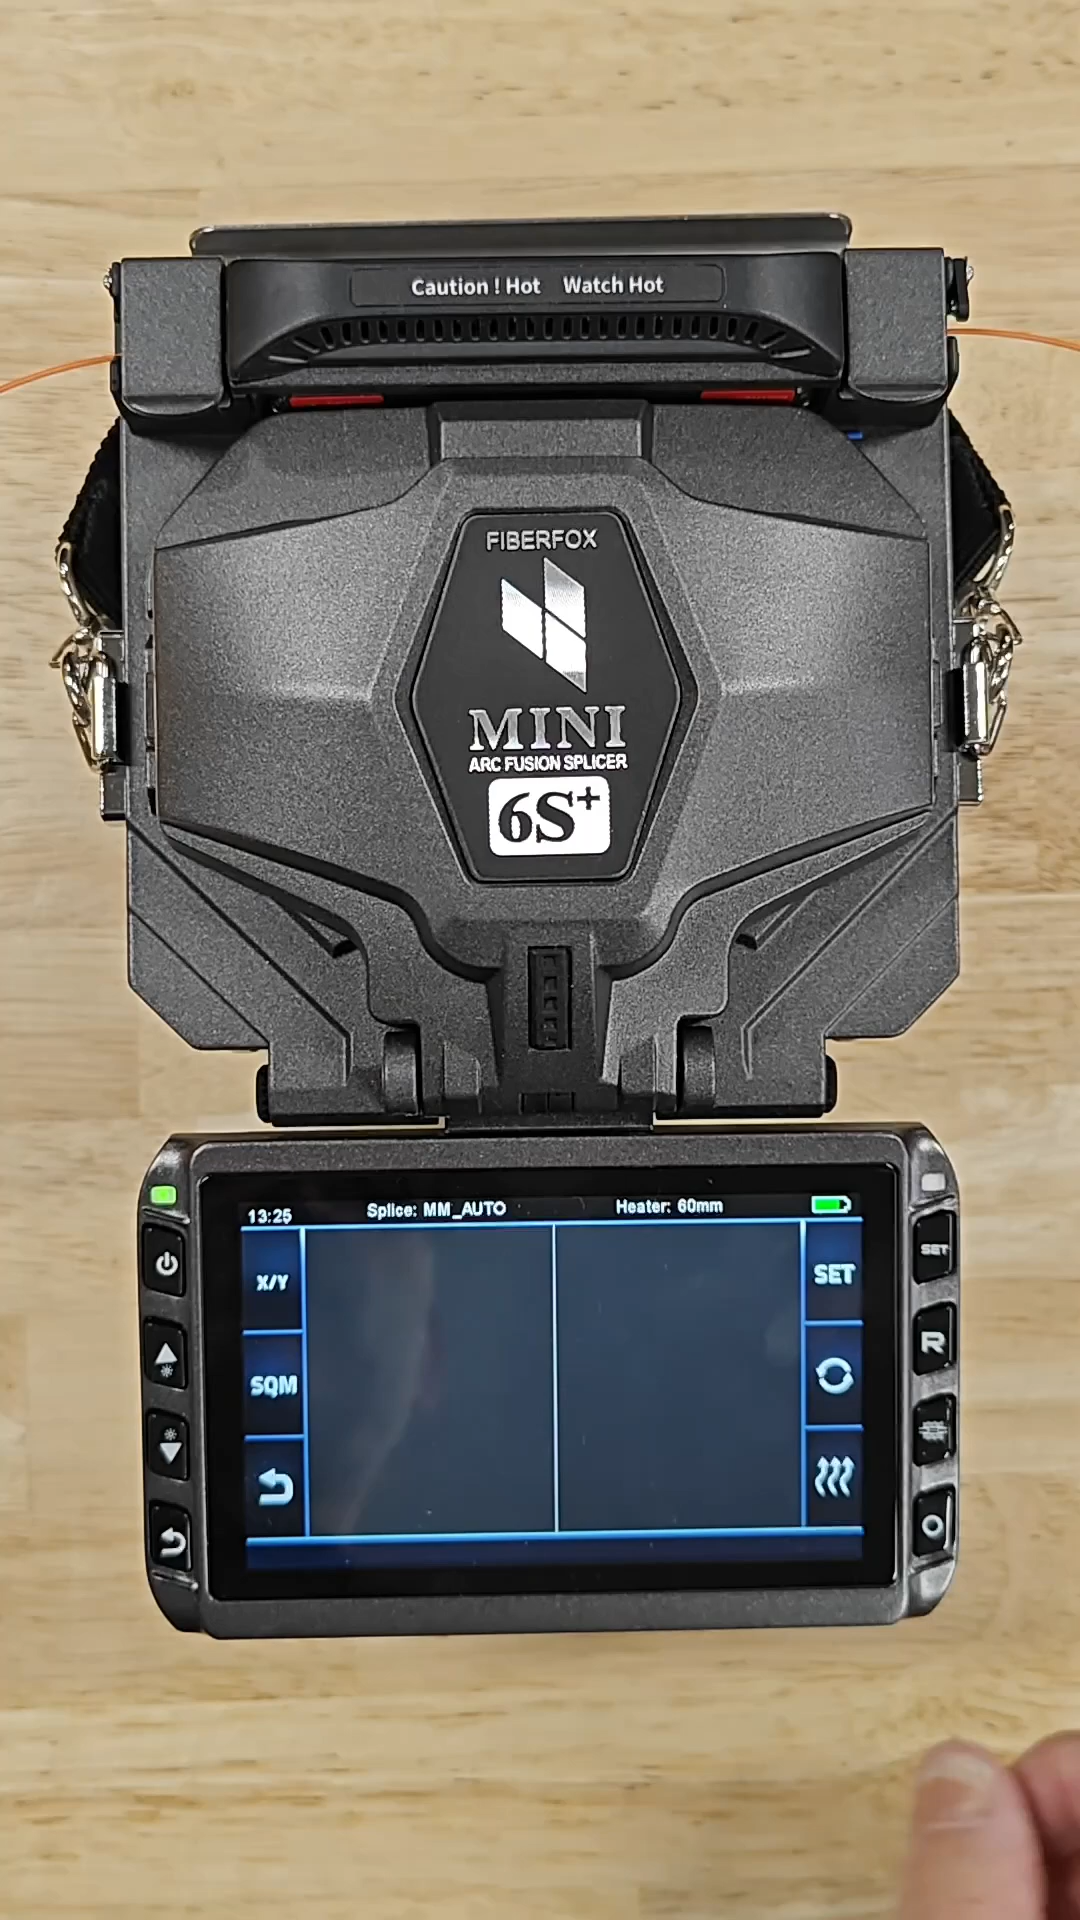 Caution ! Hot Watch Hot
FIBERFOX
MINI
ARC FUSION SPLICER
6S+
13:25 Splice: MM_AUTO Heater: 60mm
X/Y
SET
SQM
SET
R